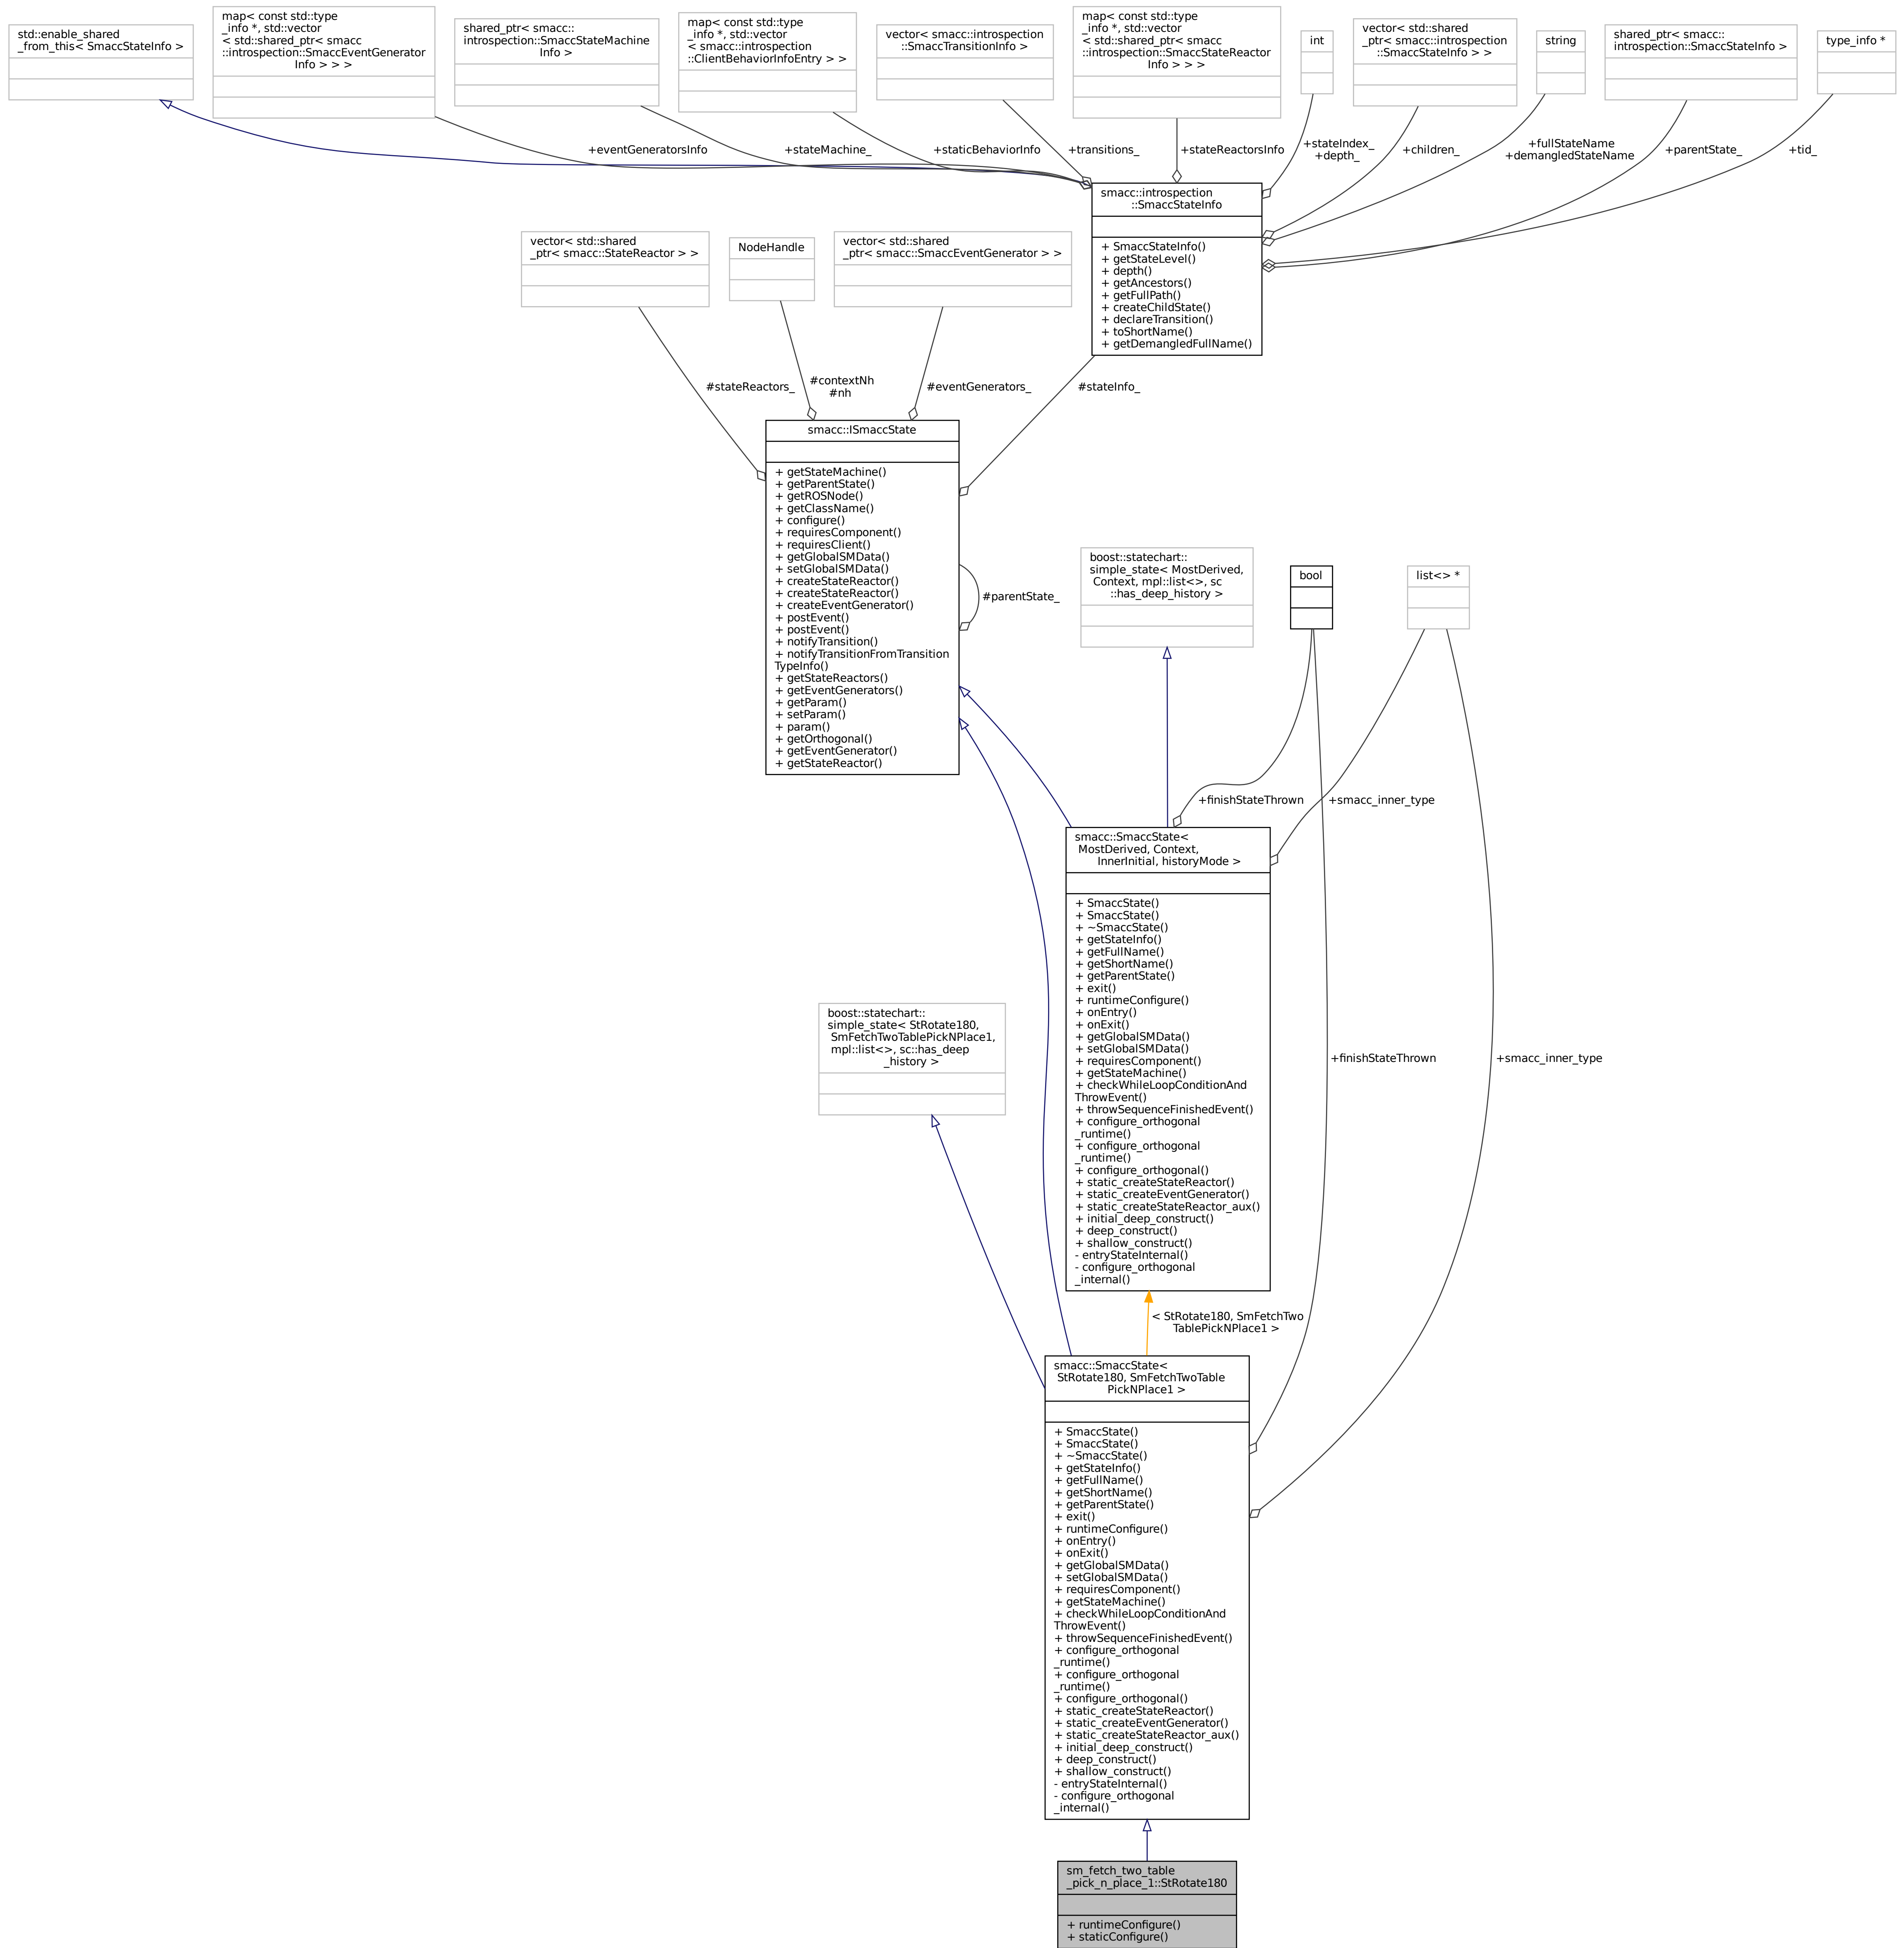 std::enable_shared
_from_this< SmaccStateInfo >
map< const std::type
_info *, std::vector
< std::shared_ptr< smacc
::introspection::SmaccEventGenerator
Info > > >
shared_ptr< smacc::
introspection::SmaccStateMachine
Info >
map< const std::type
_info *, std::vector
< smacc::introspection
::ClientBehaviorInfoEntry > >
vector< smacc::introspection
::SmaccTransitionInfo >
map< const std::type
_info *, std::vector
< std::shared_ptr< smacc
::introspection::SmaccStateReactor
Info > > >
int
vector< std::shared
_ptr< smacc::introspection
::SmaccStateInfo > >
string
shared_ptr< smacc::
introspection::SmaccStateInfo >
type_info *
+eventGeneratorsInfo
+stateMachine_
+staticBehaviorInfo
+transitions_
+stateReactorsInfo
+stateIndex_
+depth_
+children_
+fullStateName
+demangledStateName
+parentState_
+tid_
smacc::introspection
::SmaccStateInfo
+ SmaccStateInfo()
+ getStateLevel()
+ depth()
+ getAncestors()
+ getFullPath()
+ createChildState()
+ declareTransition()
+ toShortName()
+ getDemangledFullName()
vector< std::shared
_ptr< smacc::StateReactor > >
NodeHandle
vector< std::shared
_ptr< smacc::SmaccEventGenerator > >
#stateReactors_
#contextNh
#nh
#eventGenerators_
#stateInfo_
smacc::ISmaccState
+ getStateMachine()
+ getParentState()
+ getROSNode()
+ getClassName()
+ configure()
+ requiresComponent()
+ requiresClient()
+ getGlobalSMData()
+ setGlobalSMData()
+ createStateReactor()
+ createStateReactor()
+ createEventGenerator()
+ postEvent()
+ postEvent()
+ notifyTransition()
+ notifyTransitionFromTransition
TypeInfo()
+ getStateReactors()
+ getEventGenerators()
+ getParam()
+ setParam()
+ param()
+ getOrthogonal()
+ getEventGenerator()
+ getStateReactor()
#parentState_
boost::statechart::
simple_state< MostDerived,
Context, mpl::list<>, sc
::has_deep_history >
bool
list<> *
+finishStateThrown
+smacc_inner_type
smacc::SmaccState<
MostDerived, Context,
InnerInitial, historyMode >
+ SmaccState()
+ SmaccState()
+ ~SmaccState()
+ getStateInfo()
+ getFullName()
+ getShortName()
+ getParentState()
+ exit()
+ runtimeConfigure()
+ onEntry()
+ onExit()
+ getGlobalSMData()
+ setGlobalSMData()
+ requiresComponent()
+ getStateMachine()
+ checkWhileLoopConditionAnd
ThrowEvent()
+ throwSequenceFinishedEvent()
+ configure_orthogonal
_runtime()
+ configure_orthogonal
_runtime()
+ configure_orthogonal()
+ static_createStateReactor()
+ static_createEventGenerator()
+ static_createStateReactor_aux()
+ initial_deep_construct()
+ deep_construct()
+ shallow_construct()
- entryStateInternal()
- configure_orthogonal
_internal()
boost::statechart::
simple_state< StRotate180,
SmFetchTwoTablePickNPlace1,
mpl::list<>, sc::has_deep
_history >
+finishStateThrown
+smacc_inner_type
< StRotate180, SmFetchTwo
TablePickNPlace1 >
smacc::SmaccState<
StRotate180, SmFetchTwoTable
PickNPlace1 >
+ SmaccState()
+ SmaccState()
+ ~SmaccState()
+ getStateInfo()
+ getFullName()
+ getShortName()
+ getParentState()
+ exit()
+ runtimeConfigure()
+ onEntry()
+ onExit()
+ getGlobalSMData()
+ setGlobalSMData()
+ requiresComponent()
+ getStateMachine()
+ checkWhileLoopConditionAnd
ThrowEvent()
+ throwSequenceFinishedEvent()
+ configure_orthogonal
_runtime()
+ configure_orthogonal
_runtime()
+ configure_orthogonal()
+ static_createStateReactor()
+ static_createEventGenerator()
+ static_createStateReactor_aux()
+ initial_deep_construct()
+ deep_construct()
+ shallow_construct()
- entryStateInternal()
- configure_orthogonal
_internal()
sm_fetch_two_table
_pick_n_place_1::StRotate180
+ runtimeConfigure()
+ staticConfigure()